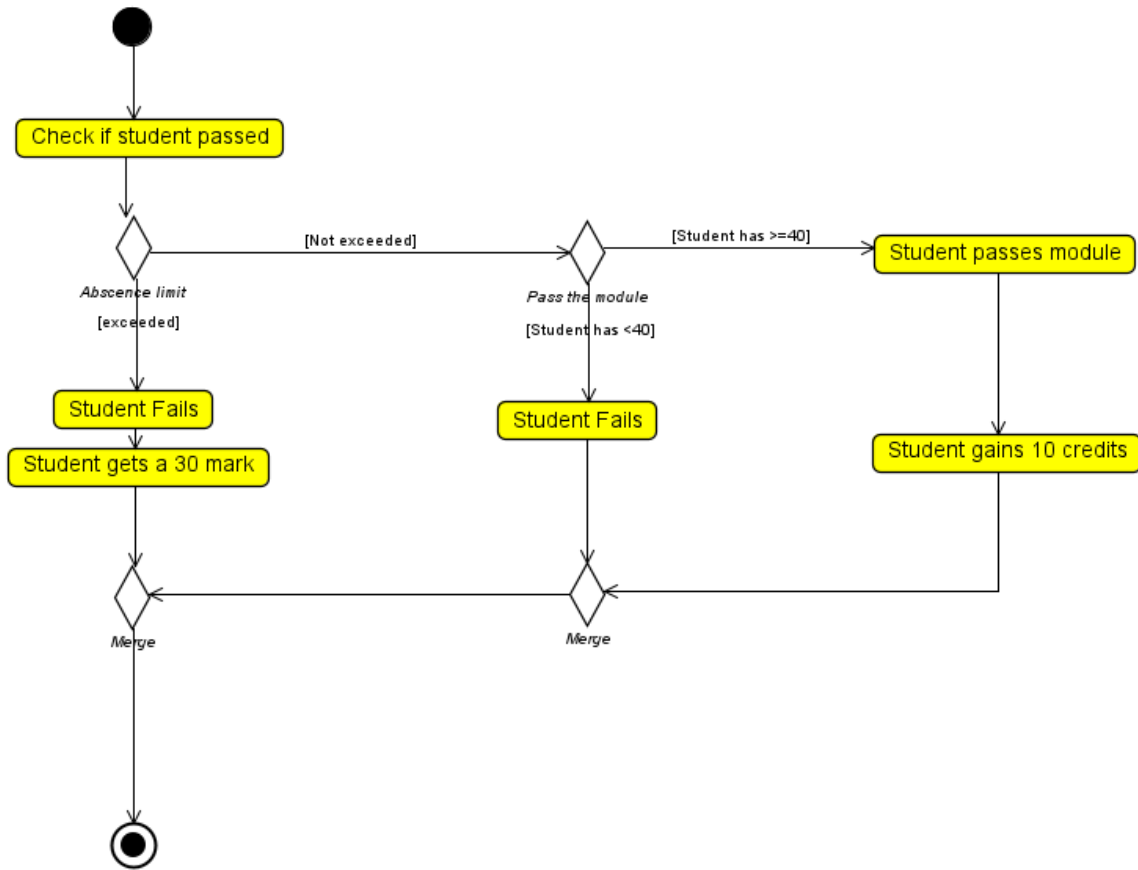 Check if student passed
[Not exceeded]
[Student has >=40]
Student passes module
Abscence limit
Pass the module
[exceeded]
[Student has <40]
Student Fails
Student Fails
Student gains 10 credits
Student gets a 30 mark
Merge
Merge